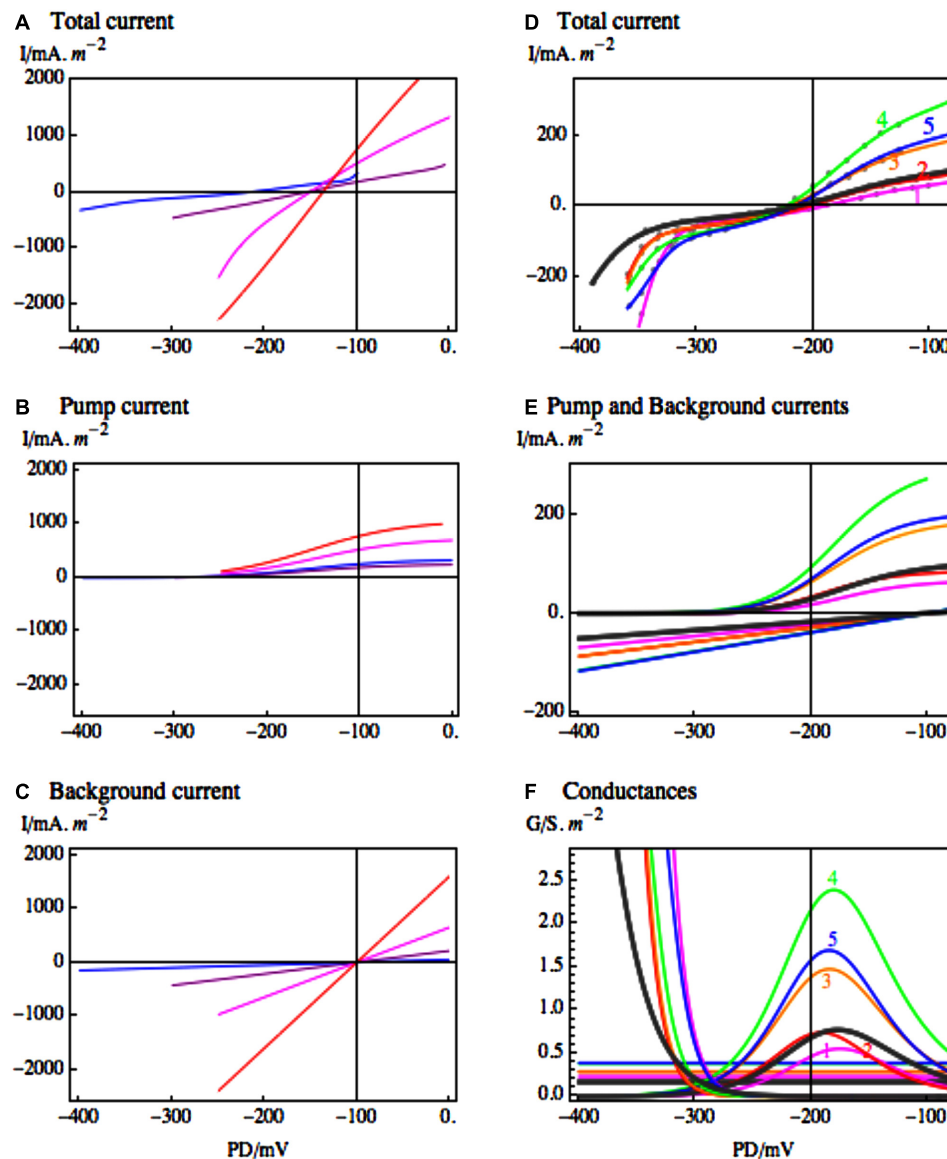 A Total current
I/mA. m−2
2000
1000
0
−1000
−2000
−400 −300 −200 −100 0.
B Pump current
I/mA. m−2
2000
1000
0
−1000
−2000
−400 −300 −200 −100 0.
C Background current
I/mA. m−2
2000
1000
0
−1000
−2000
−400 −300 −200 −100 0.
PD/mV
D Total current
I/mA. m−2
200
0.
−200
4
5
3
2
1
−400 −300 −200 −100
E Pump and Background currents
I/mA. m−2
200
0.
−200
−400 −300 −200 −100
F Conductances
G/S. m−2
2.5
2.0
1.5
1.0
0.5
0.0
4
5
3
1 2
−400 −300 −200 −100
PD/mV